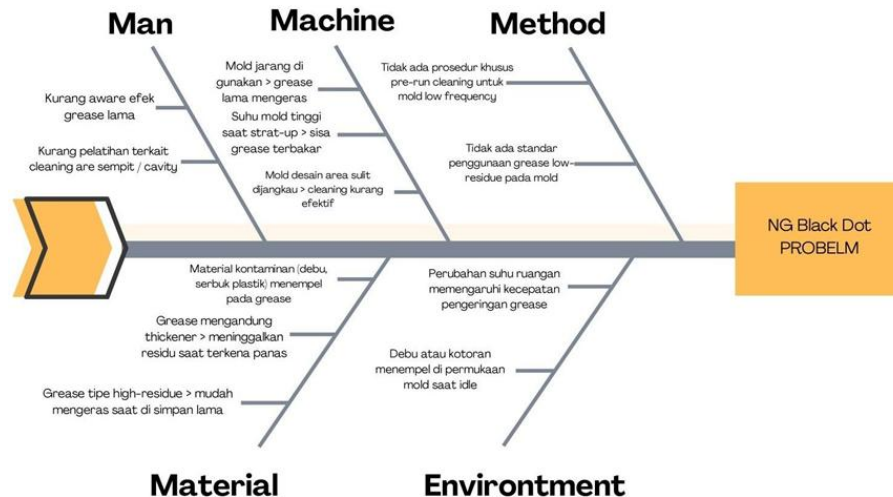 Man
Machine
Method
Kurang aware efek
grease lama
Kurang pelatihan terkait
cleaning are sempit / cavity
Mold jarang di
gunakan > grease
lama mengeras
Suhu mold tinggi
saat strat-up > sisa
grease terbakar
Mold desain area sulit
dijangkau > cleaning kurang
efektif
Tidak ada prosedur khusus
pre-run cleaning untuk
mold low frequency
Tidak ada standar
penggunaan grease low-
residue pada mold
NG Black Dot
PROBELM
Material kontaminan (debu,
serbuk plastik) menempel
pada grease
Grease mengandung
thickener > meninggalkan
residu saat terkena panas
Grease tipe high-residue > mudah
mengeras saat di simpan lama
Perubahan suhu ruangan
memengaruhi kecepatan
pengeringan grease
Debu atau kotoran
menempel di permukaan
mold saat idle
Material
Environtment